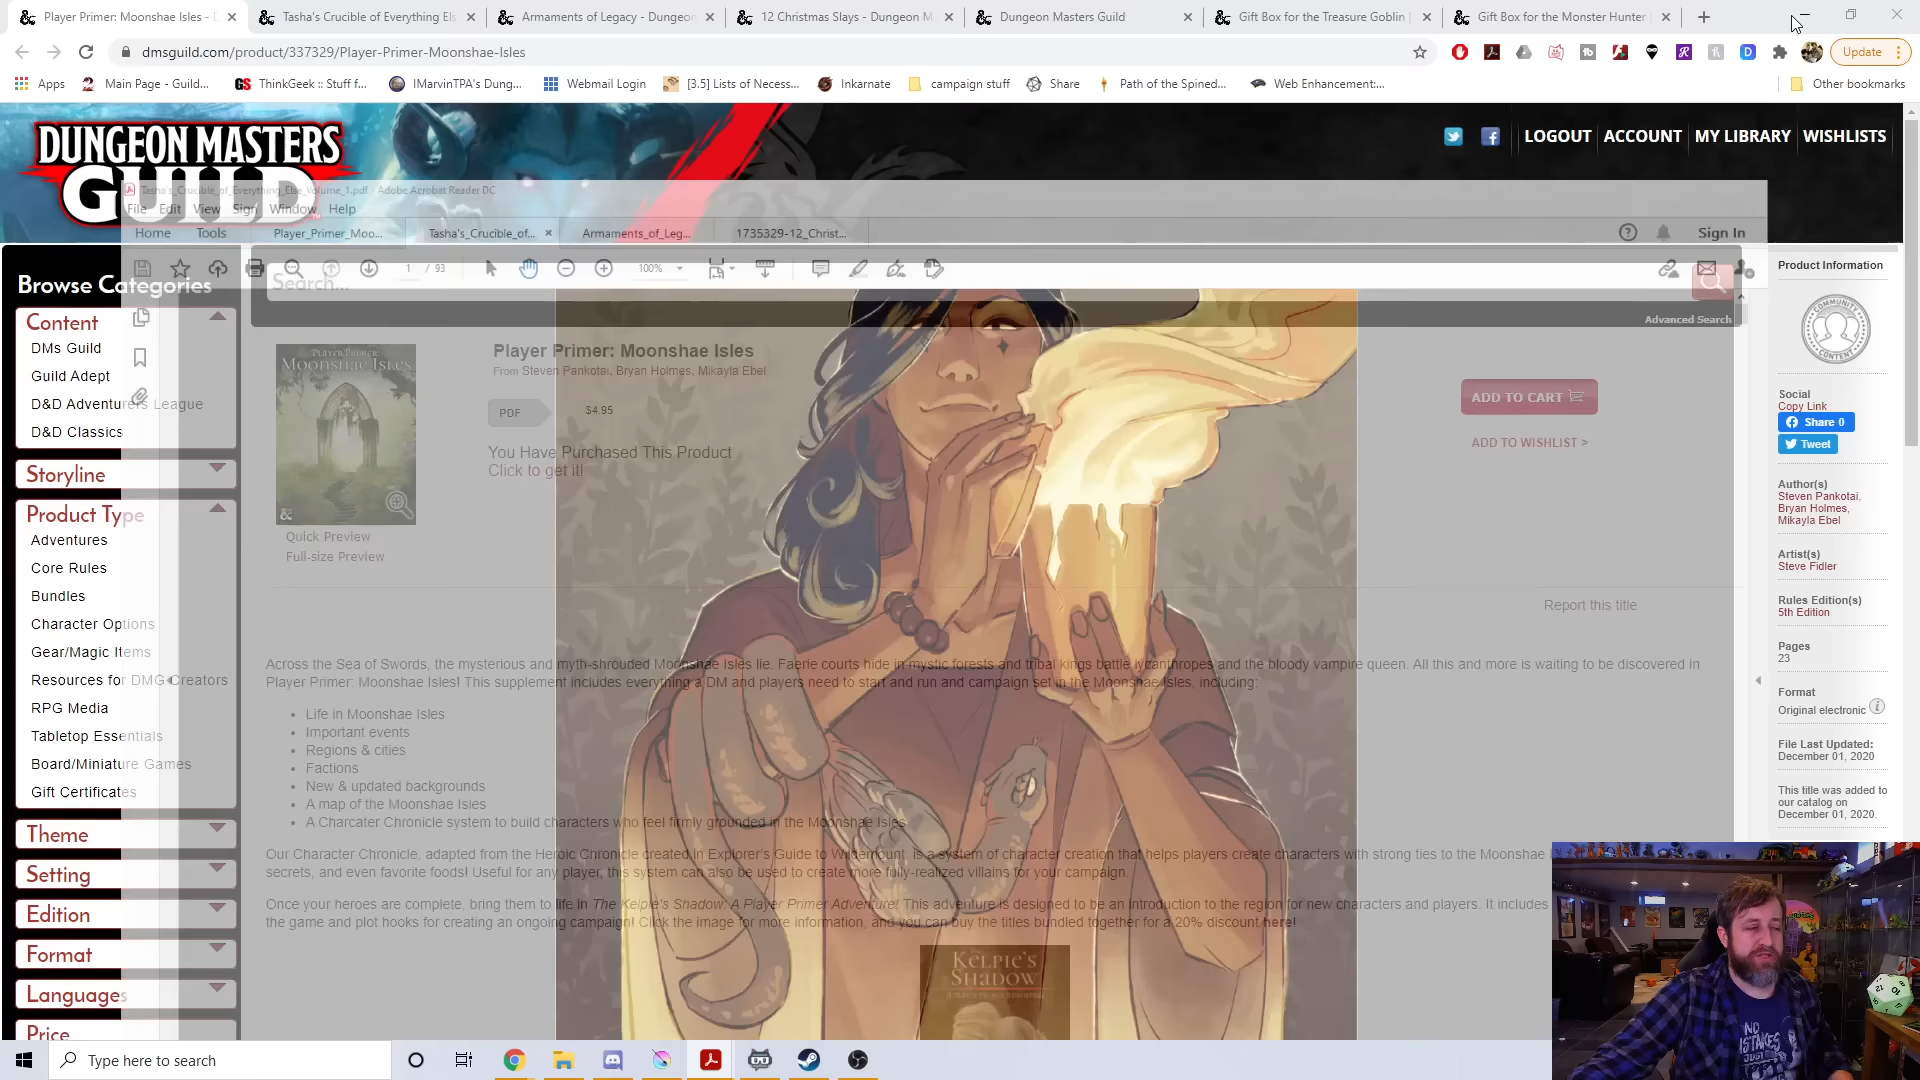 Player Primer: Moonshae Isles - D
Tasha's Crucible of Everything Els
Armaments of Legacy - Dungeon
12 Christmas Slays - Dungeon M
Dungeon Masters Guild
Gift Box for the Treasure Goblin |
Gift Box for the Monster Hunter |
dmsguild.com/product/337329/Player-Primer-Moonshae-Isles
Update
Apps
Main Page - Guild...
ThinkGeek :: Stuff f...
IMarvinTPA's Dung...
Webmail Login
[3.5] Lists of Necess...
Inkarnate
campaign stuff
Share
Path of the Spined...
Web Enhancement:...
Other bookmarks
DUNGEON MASTERS
GUILD
LOGOUT
ACCOUNT
MY LIBRARY
WISHLISTS
Tasha's_Crucible_of_Everything_Else_Volume_1.pdf - Adobe Acrobat Reader DC
File Edit View Sign Window Help
Home
Tools
Player_Primer_Moo...
Tasha's_Crucible_of...
Armaments_of_Leg...
1735329-12_Christ...
Sign In
1 / 93
100%
Search...
Advanced Search
Browse Categories
Content
DMs Guild
Guild Adept
D&D Adventurers League
D&D Classics
Storyline
Product Type
Adventures
Core Rules
Bundles
Character Options
Gear/Magic Items
Resources for DMG Creators
RPG Media
Tabletop Essentials
Board/Miniature Games
Gift Certificates
Theme
Setting
Edition
Format
Languages
Price
PLAYER PRIMER:
MOONSHAE ISLES
Quick Preview
Full-size Preview
Player Primer: Moonshae Isles
From Steven Pankotai, Bryan Holmes, Mikayla Ebel
PDF
$4.95
You Have Purchased This Product
Click to get it!
ADD TO CART
ADD TO WISHLIST >
Report this title
Across the Sea of Swords, the mysterious and myth-shrouded Moonshae Isles lie. Faerie courts hide in mystic forests and tribal kings battle lycanthropes and the bloody vampire queen. All this and more is waiting to be discovered in
Player Primer: Moonshae Isles! This supplement includes everything a DM and players need to start and run and campaign set in the Moonshae Isles, including:
• Life in Moonshae Isles
• Important events
• Regions & cities
• Factions
• New & updated backgrounds
• A map of the Moonshae Isles
• A Charcater Chronicle system to build characters who feel firmly grounded in the Moonshae Isles
Our Character Chronicle, adapted from the Heroic Chronicle created in Explorer's Guide to Wildemount, is a system of character creation that helps players create characters with strong ties to the Moonshae
secrets, and even favorite foods! Useful for any player, this system can also be used to create more fully-realized villains for your campaign.
Once your heroes are complete, bring them to life in The Kelpie's Shadow: A Player Primer Adventure! This adventure is designed to be an introduction to the region for new characters and players. It includes
the game and plot hooks for creating an ongoing campaign! Click the image for more information, and you can buy the titles bundled together for a 20% discount here!
KELPIE'S
SHADOW
Product Information
COMMUNITY
CONTENT
Social
Copy Link
Share 0
Tweet
Author(s)
Steven Pankotai,
Bryan Holmes,
Mikayla Ebel
Artist(s)
Steve Fidler
Rules Edition(s)
5th Edition
Pages
23
Format
Original electronic
File Last Updated:
December 01, 2020
This title was added to
our catalog on
December 01, 2020.
NO
MISTAKES
JUST
Type here to search